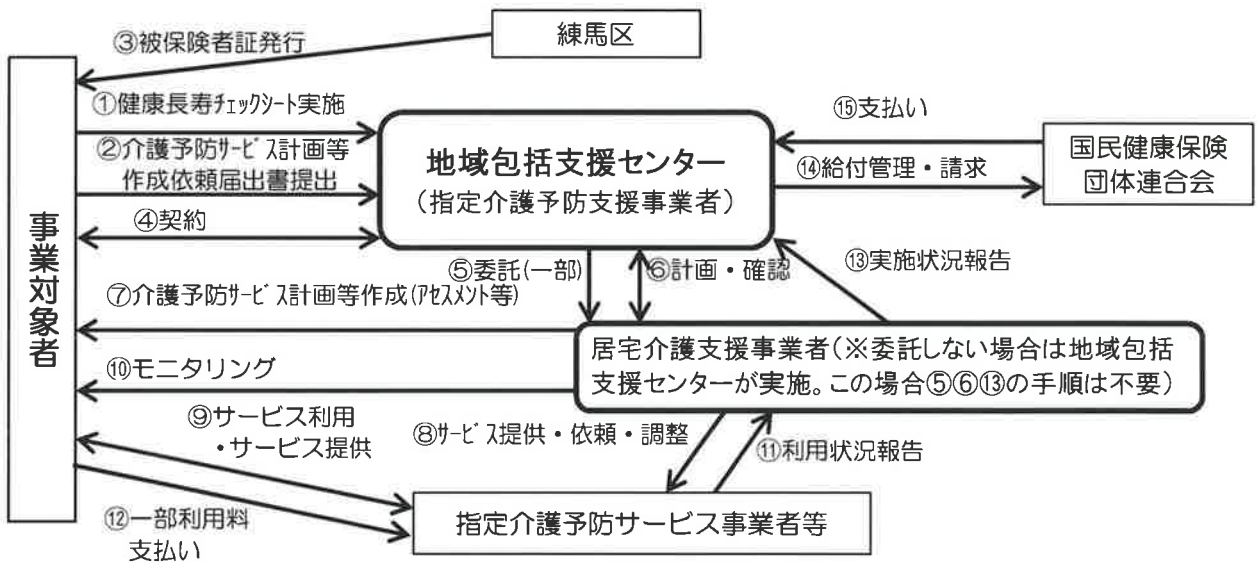 練馬区
③被保険者証発行
①健康長寿チェックシート実施
②介護予防サービス計画等
作成依頼届出書提出
④契約
事業対象者
地域包括支援センター
(指定介護予防支援事業者)
⑮支払い
⑭給付管理・請求
国民健康保険
団体連合会
⑤委託(一部)
⑥計画・確認
⑬実施状況報告
⑦介護予防サービス計画等作成(アセスメント等)
居宅介護支援事業者(※委託しない場合は地域包括
支援センターが実施。この場合⑤⑥⑬の手順は不要)
⑩モニタリング
⑨サービス利用
・サービス提供
⑧サービス提供・依頼・調整
⑪利用状況報告
指定介護予防サービス事業者等
⑫一部利用料
支払い